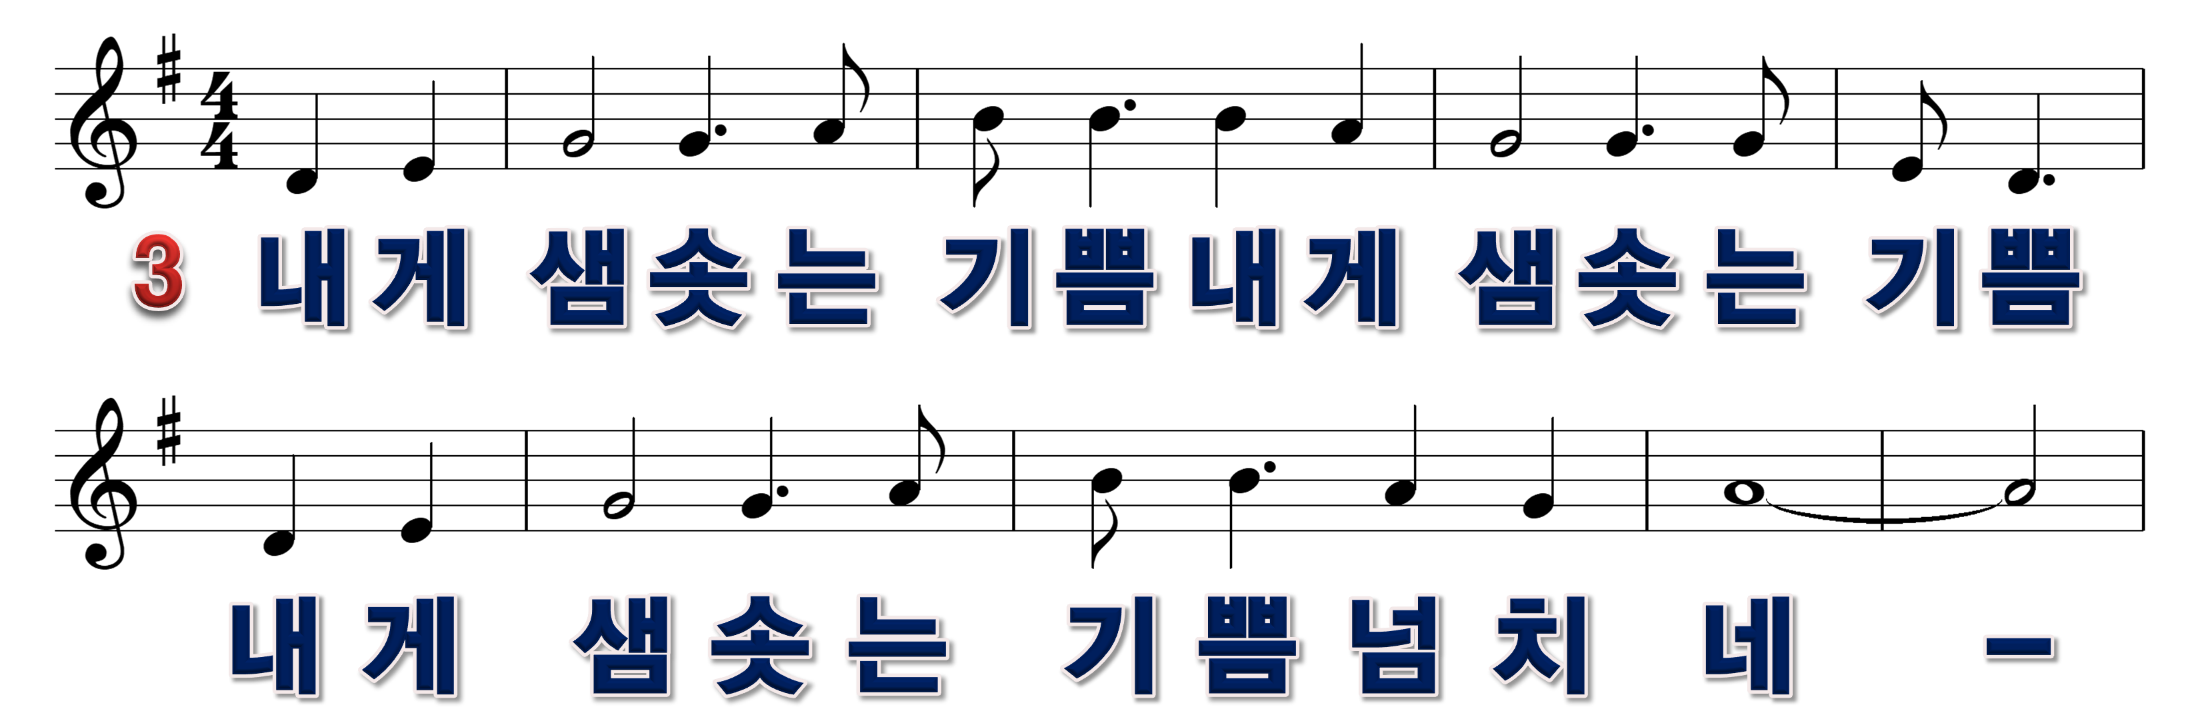 3 내게 샘솟는 기쁨 내게 샘솟는 기쁨
내게 샘솟는 기쁨 넘치 네 -